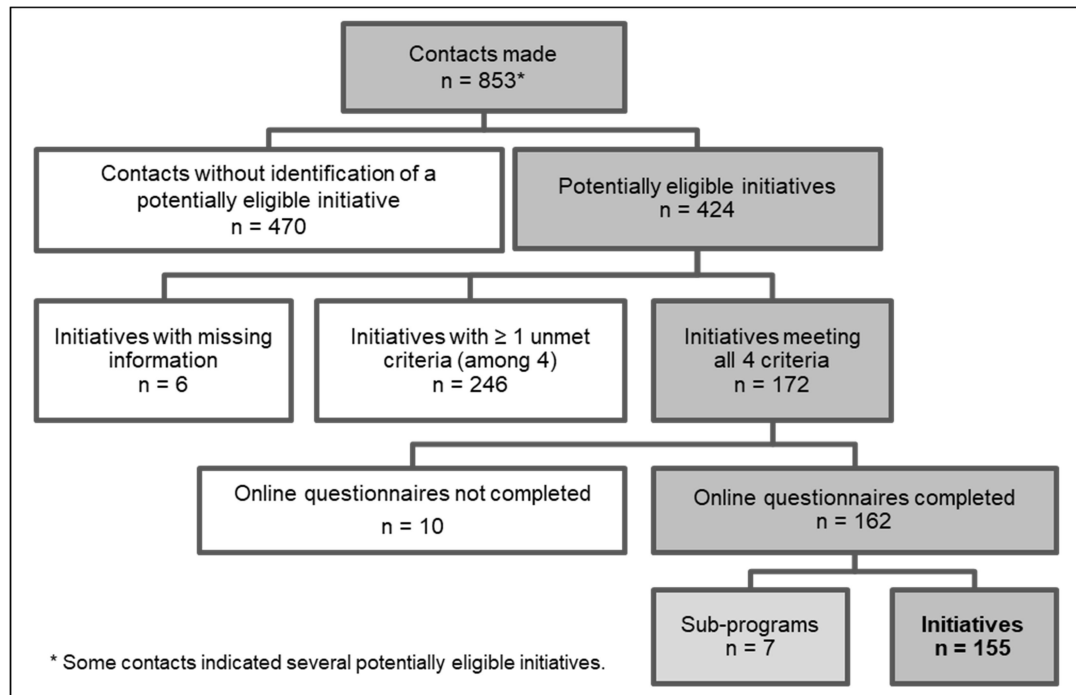 Contacts made
n = 853*
Contacts without identification of a
potentially eligible initiative
n = 470
Potentially eligible initiatives
n = 424
Initiatives with missing
information
n = 6
Initiatives with ≥ 1 unmet
criteria (among 4)
n = 246
Initiatives meeting
all 4 criteria
n = 172
Online questionnaires not completed
n = 10
Online questionnaires completed
n = 162
Sub-programs
n = 7
Initiatives
n = 155
* Some contacts indicated several potentially eligible initiatives.